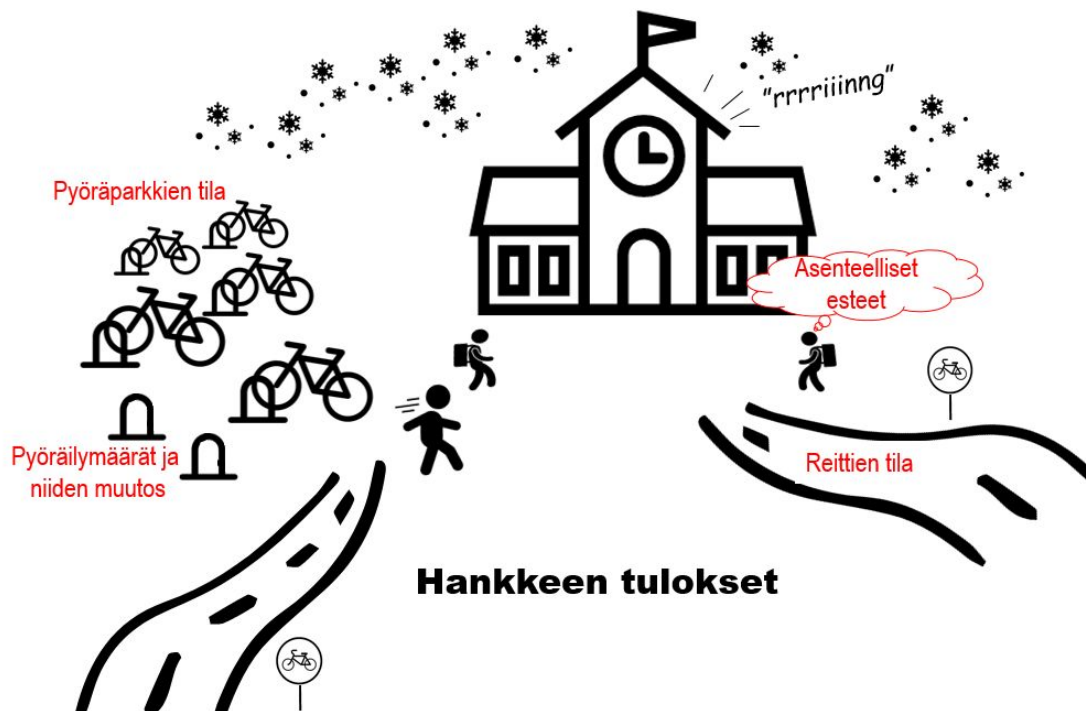 "rrrriiinng"
Pyöräparkkien tila
Asenteelliset
esteet
Pyöräilymäärät ja
niiden muutos
Reittien tila
Hankkeen tulokset